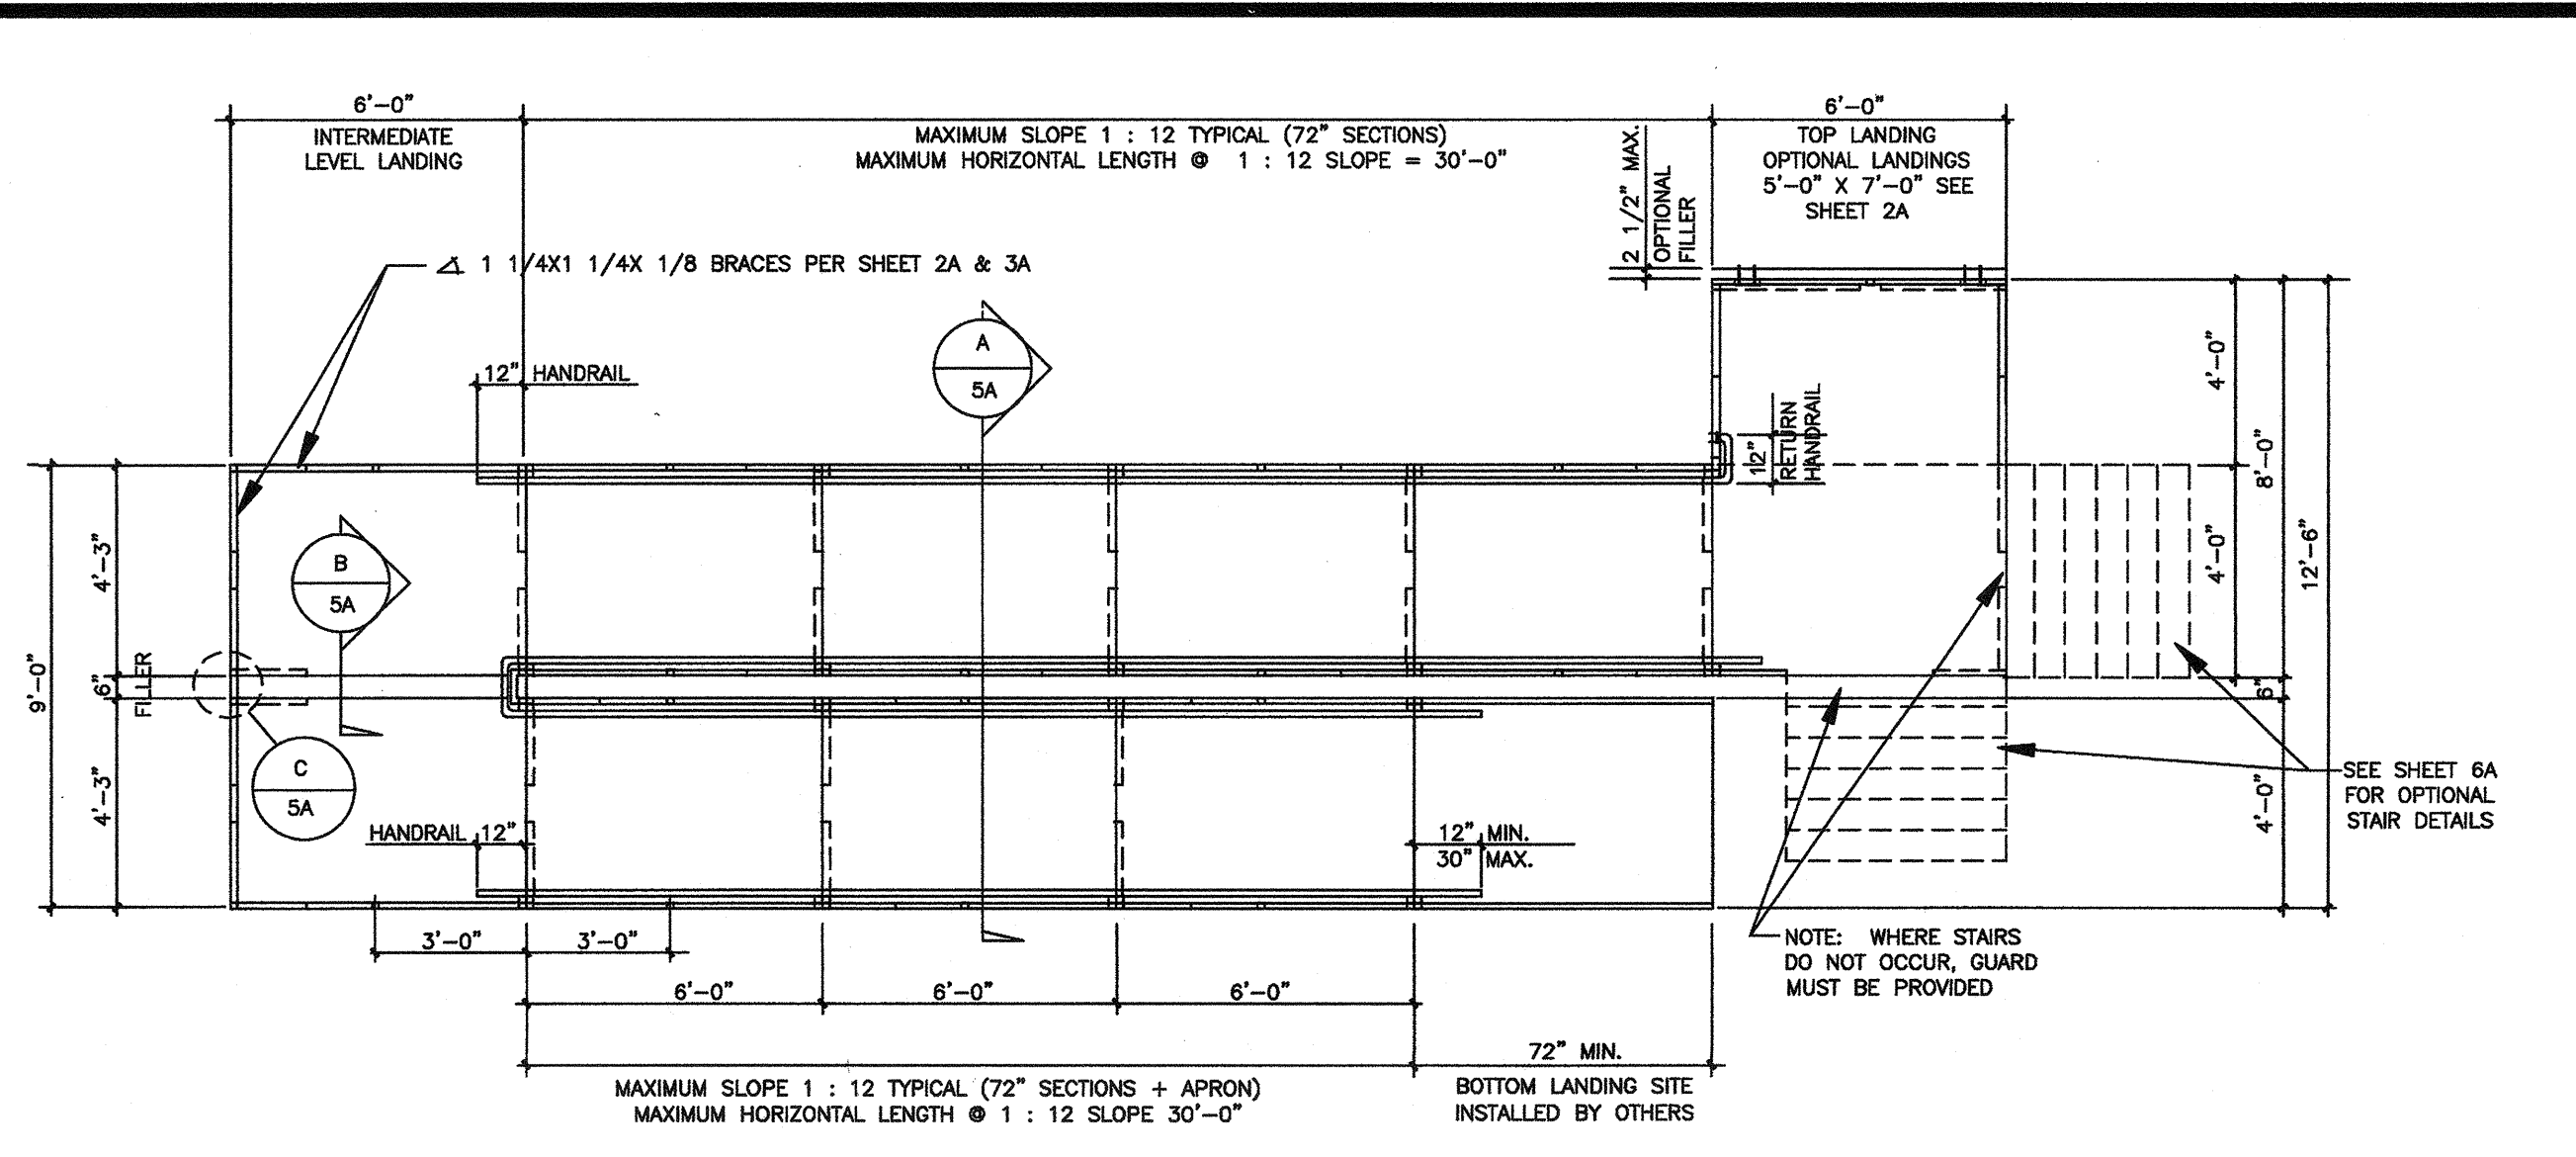 6'-0"
INTERMEDIATE
LEVEL LANDING
MAXIMUM SLOPE 1 : 12 TYPICAL (72" SECTIONS)
MAXIMUM HORIZONTAL LENGTH @ 1 : 12 SLOPE = 30'-0"
2 1/2" MAX.
OPTIONAL
FILLER
6'-0"
TOP LANDING
OPTIONAL LANDINGS
5'-0" X 7'-0" SEE
SHEET 2A
1 1/4X1 1/4X 1/8 BRACES PER SHEET 2A & 3A
A
5A
12" HANDRAIL
12"
RETURN
HANDRAIL
4'-0"
8'-0"
4'-0"
12'-6"
6"
4'-0"
9'-0"
4'-3"
6"
4'-3"
FILLER
B
5A
C
5A
HANDRAIL 12"
12" MIN.
30" MAX.
SEE SHEET 6A
FOR OPTIONAL
STAIR DETAILS
NOTE: WHERE STAIRS
DO NOT OCCUR, GUARD
MUST BE PROVIDED
3'-0"
3'-0"
6'-0"
6'-0"
6'-0"
72" MIN.
MAXIMUM SLOPE 1 : 12 TYPICAL (72" SECTIONS + APRON)
MAXIMUM HORIZONTAL LENGTH @ 1 : 12 SLOPE 30'-0"
BOTTOM LANDING SITE
INSTALLED BY OTHERS